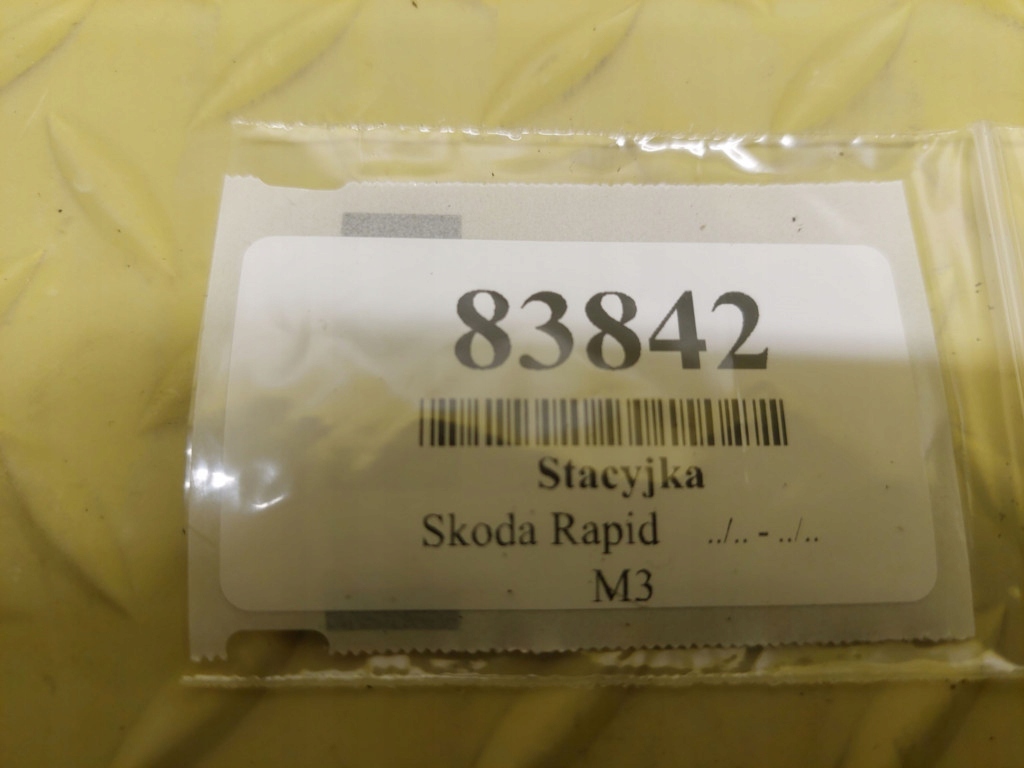 83842
Stacyjka
Skoda Rapid ../.. - ../..
M3